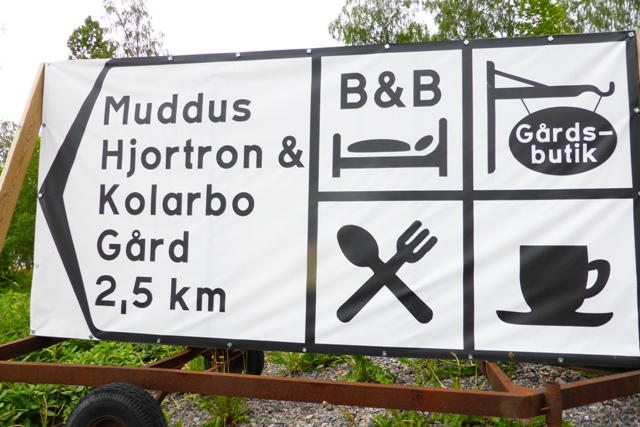 Muddus
Hjortron &
Kolarbo
Gård
2,5 km
B&B
Gårds-
butik